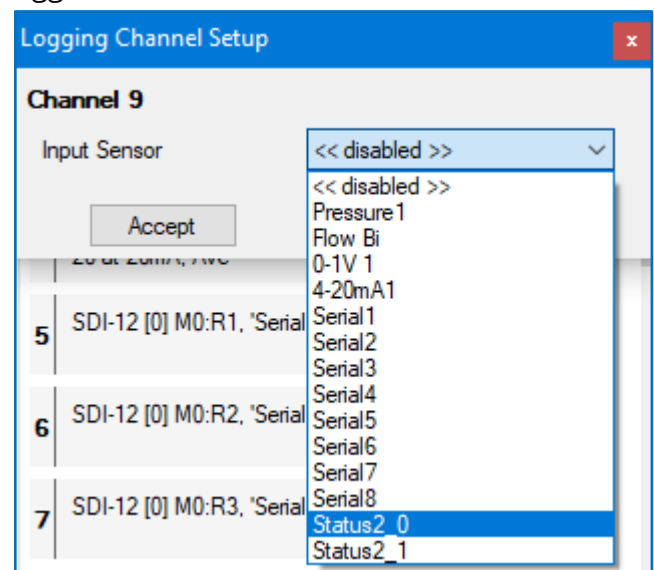 Logging Channel Setup
x
Channel 9
Input Sensor
<< disabled >>
<< disabled >>
Pressure1
Flow Bi
0-1V 1
4-20mA1
Serial1
Serial2
Serial3
Serial4
Serial5
Serial6
Serial7
Serial8
Status2_0
Status2_1
Accept
5 SDI-12 [0] M0:R1, "Serial
6 SDI-12 [0] M0:R2, "Serial
7 SDI-12 [0] M0:R3, "Serial